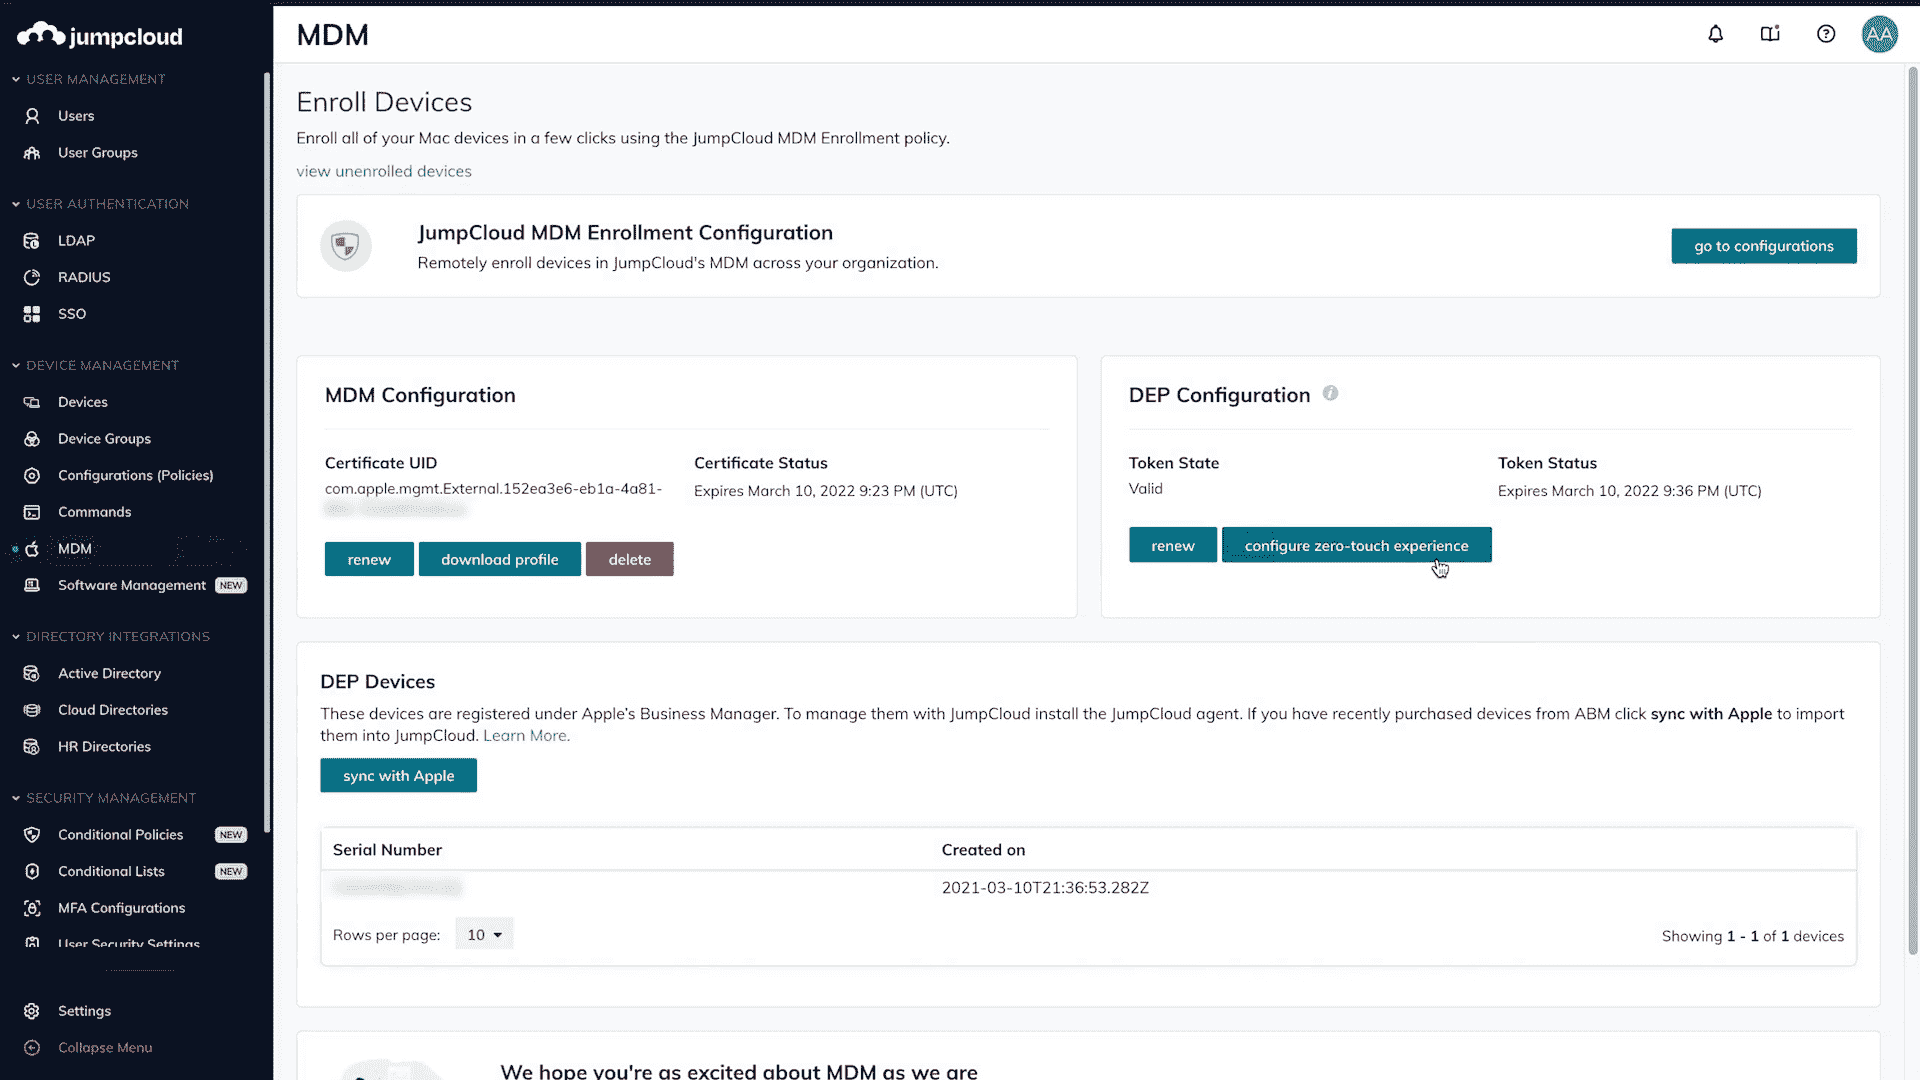 jumpcloud
USER MANAGEMENT
Users
User Groups
USER AUTHENTICATION
LDAP
RADIUS
SSO
DEVICE MANAGEMENT
Devices
Device Groups
Configurations (Policies)
Commands
MDM
Software Management NEW
DIRECTORY INTEGRATIONS
Active Directory
Cloud Directories
HR Directories
SECURITY MANAGEMENT
Conditional Policies NEW
Conditional Lists NEW
MFA Configurations
User Security Settings
Settings
Collapse Menu
MDM
AA
Enroll Devices
Enroll all of your Mac devices in a few clicks using the JumpCloud MDM Enrollment policy.
view unenrolled devices
JumpCloud MDM Enrollment Configuration
Remotely enroll devices in JumpCloud's MDM across your organization.
go to configurations
MDM Configuration
Certificate UID
com.apple.mgmt.External.152ea3e6-eb1a-4a81-
Certificate Status
Expires March 10, 2022 9:23 PM (UTC)
renew
download profile
delete
DEP Configuration
Token State
Valid
Token Status
Expires March 10, 2022 9:36 PM (UTC)
renew
configure zero-touch experience
DEP Devices
These devices are registered under Apple's Business Manager. To manage them with JumpCloud install the JumpCloud agent. If you have recently purchased devices from ABM click sync with Apple to import
them into JumpCloud. Learn More.
sync with Apple
Serial Number
Created on
2021-03-10T21:36:53.282Z
Rows per page: 10
Showing 1 - 1 of 1 devices
We hope you're as excited about MDM as we are